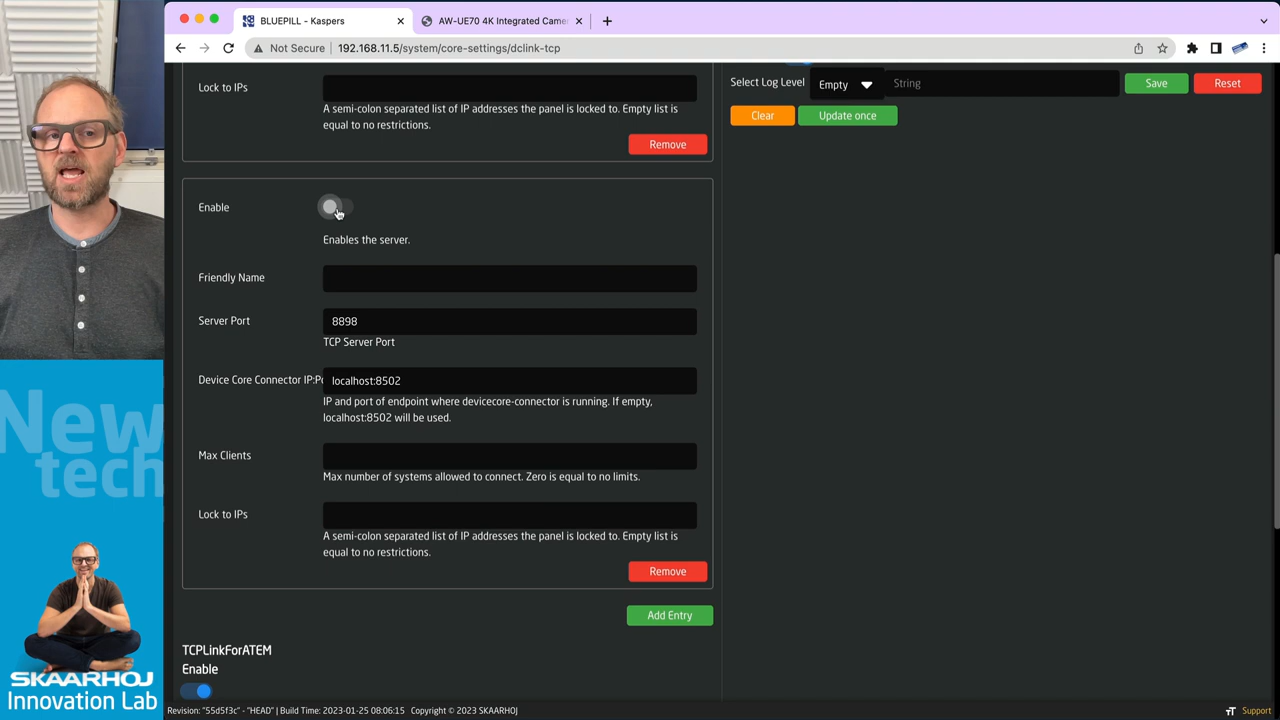 BLUEPILL - Kaspers
AW-UE70 4K Integrated Camer
Not Secure
192.168.11.5/system/core-settings/dclink-tcp
Lock to IPs
A semi-colon separated list of IP addresses the panel is locked to. Empty list is
equal to no restrictions.
Remove
Enable
Enables the server.
Friendly Name
Server Port
8898
TCP Server Port
Device Core Connector IP:Po
localhost:8502
IP and port of endpoint where devicecore-connector is running. If empty,
localhost:8502 will be used.
Max Clients
Max number of systems allowed to connect. Zero is equal to no limits.
Lock to IPs
A semi-colon separated list of IP addresses the panel is locked to. Empty list is
equal to no restrictions.
Remove
Add Entry
TCPLinkForATEM
Enable
Select Log Level
Empty
String
Save
Reset
Clear
Update once
New
tech
SKAARHOJ
Innovation Lab
Revision: "55d5f3c" - "HEAD" | Build Time: 2023-01-25 08:06:15 Copyright © 2023 SKAARHOJ
Support